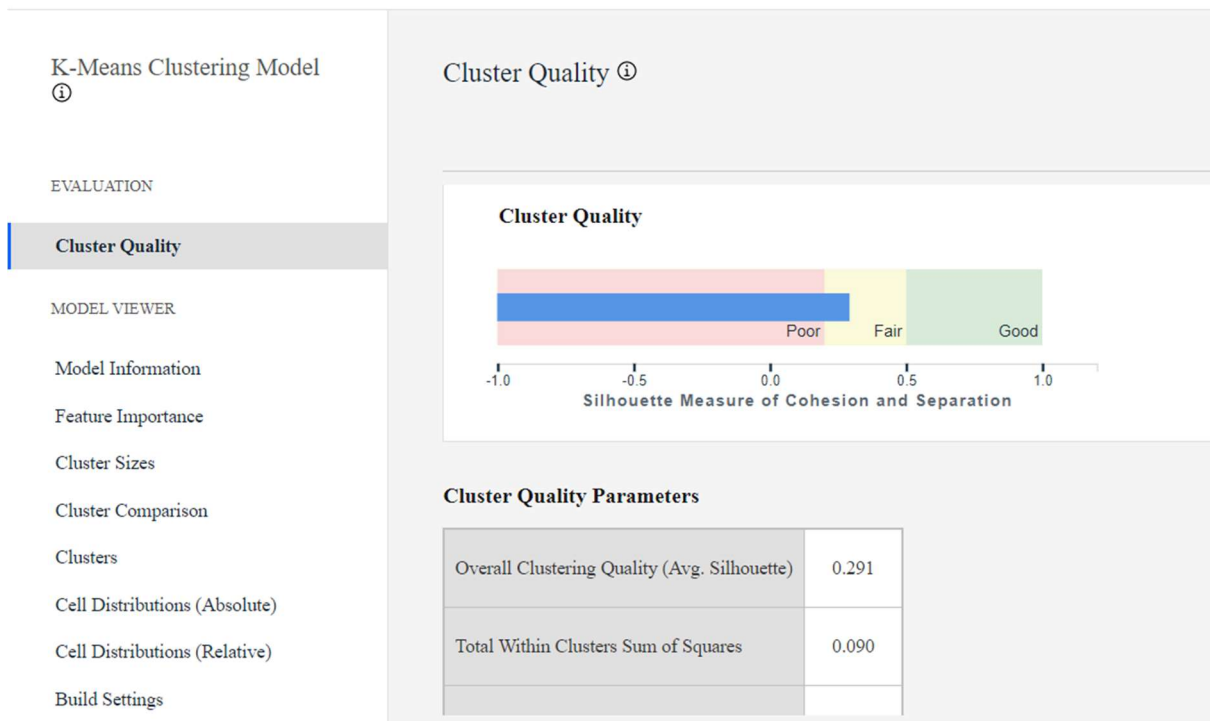 K-Means Clustering Model
EVALUATION
Cluster Quality
MODEL VIEWER
Model Information
Feature Importance
Cluster Sizes
Cluster Comparison
Clusters
Cell Distributions (Absolute)
Cell Distributions (Relative)
Build Settings
Cluster Quality
Cluster Quality
Poor Fair Good
-1.0 -0.5 0.0 0.5 1.0
Silhouette Measure of Cohesion and Separation
Cluster Quality Parameters
Overall Clustering Quality (Avg. Silhouette) 0.291
Total Within Clusters Sum of Squares 0.090